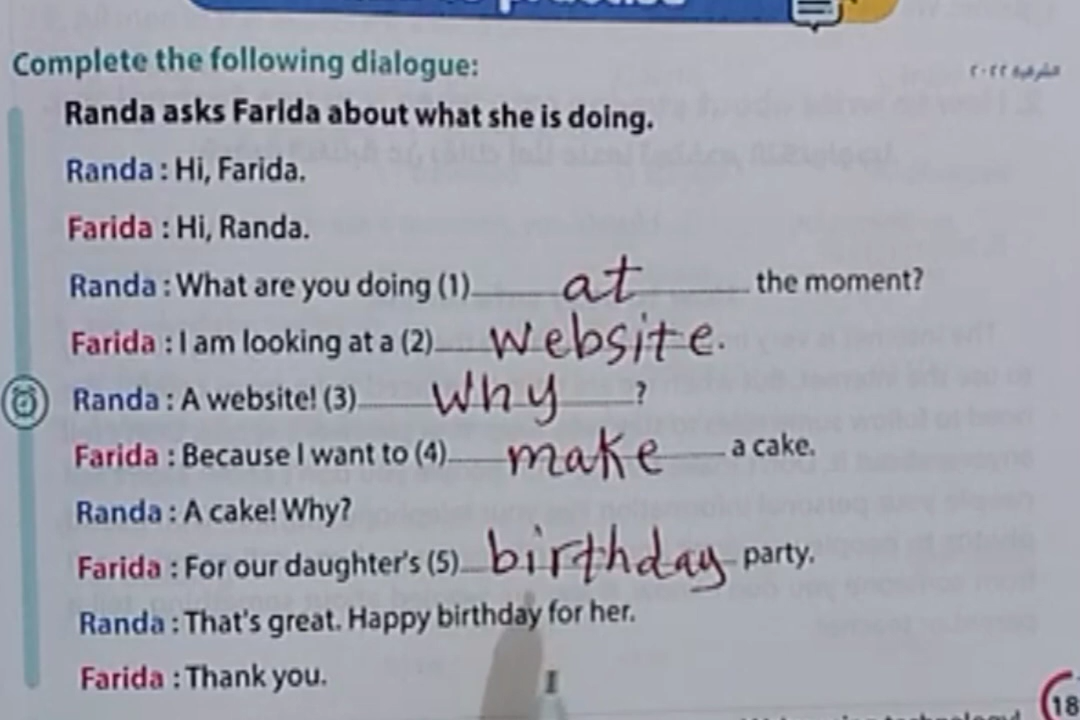 Complete the following dialogue:
Randa asks Farida about what she is doing.
Randa : Hi, Farida.
Farida : Hi, Randa.
Randa : What are you doing (1) at the moment?
Farida : I am looking at a (2) website.
Randa : A website! (3) Why ?
Farida : Because I want to (4) make a cake.
Randa : A cake! Why?
Farida : For our daughter's (5) birthday party.
Randa : That's great. Happy birthday for her.
Farida : Thank you.
18